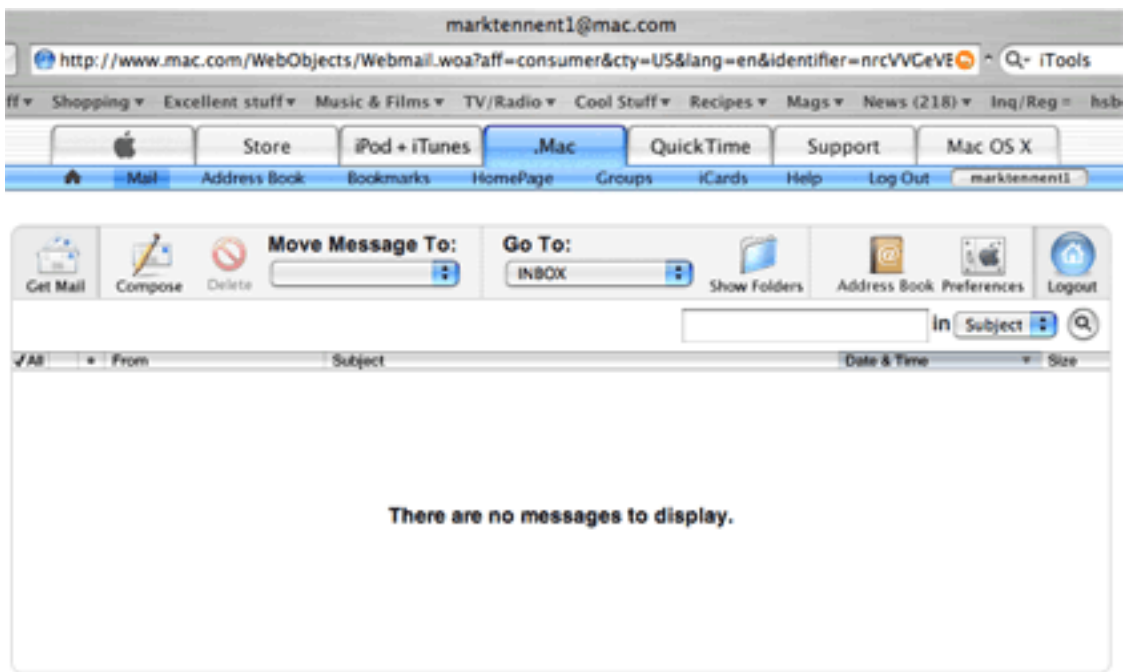 marktennent1@mac.com
http://www.mac.com/WebObjects/Webmail.woa?aff=consumer&cty=US&lang=en&identifier=nrcVVGeVE iTools
ff Shopping Excellent stuff Music & Films TV/Radio Cool Stuff Recipes Mags News (218) Inq/Reg hsb
Store iPod + iTunes .Mac QuickTime Support Mac OS X
Mail Address Book Bookmarks HomePage Groups iCards Help Log Out marktennent1
Move Message To: Go To:
INBOX
Get Mail Compose Delete Show Folders Address Book Preferences Logout
in Subject
All • From Subject Date & Time Size
There are no messages to display.